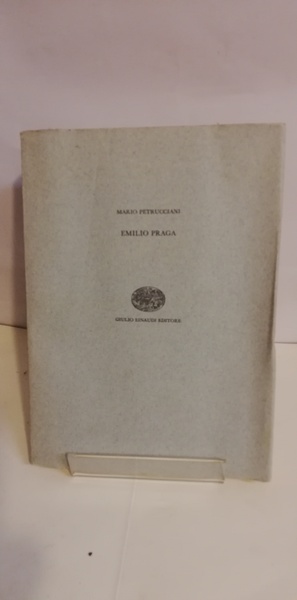 MARIO PETRUCCIANI
EMILIO PRAGA
GIULIO EINAUDI EDITORE